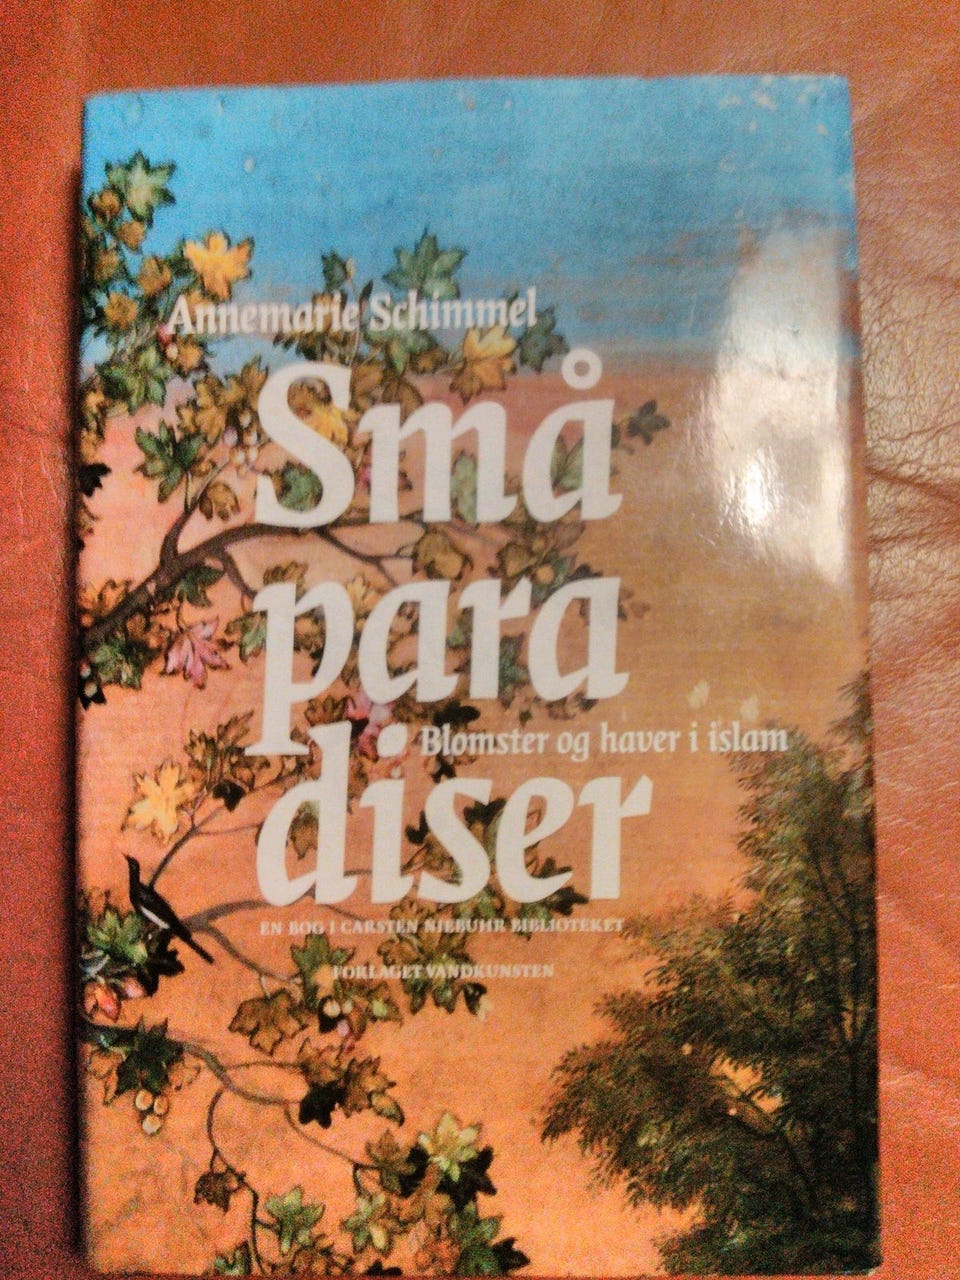 Annemarie Schimmel
Små
para
diser
Blomster og haver i islam
EN BOG I CARSTEN NIEBUHR BIBLIOTEKET
FORLAGET VANDKUNSTEN